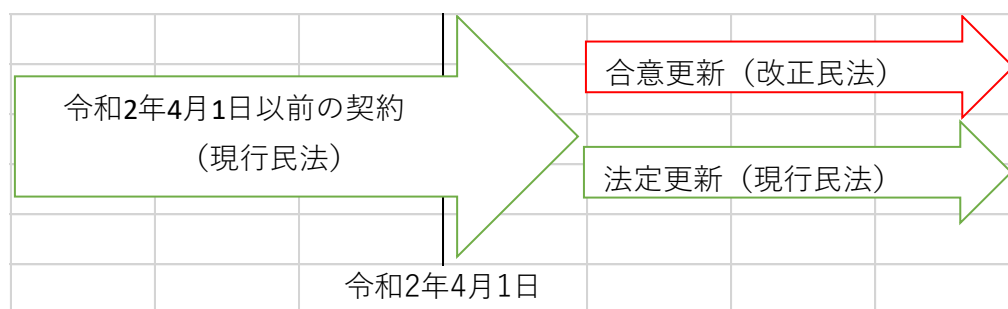 令和2年4月1日以前の契約
（現行民法）
合意更新（改正民法）
法定更新（現行民法）
令和2年4月1日